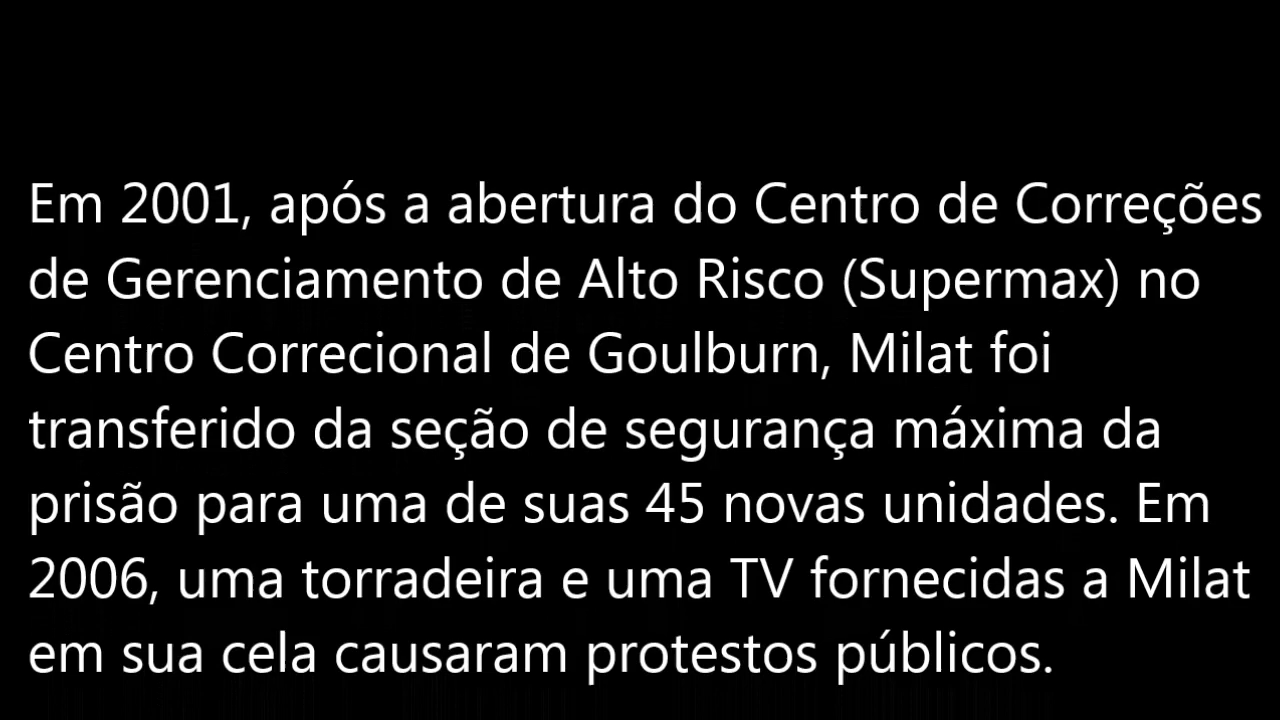 Em 2001, após a abertura do Centro de Correções
de Gerenciamento de Alto Risco (Supermax) no
Centro Correcional de Goulburn, Milat foi
transferido da seção de segurança máxima da
prisão para uma de suas 45 novas unidades. Em
2006, uma torradeira e uma TV fornecidas a Milat
em sua cela causaram protestos públicos.